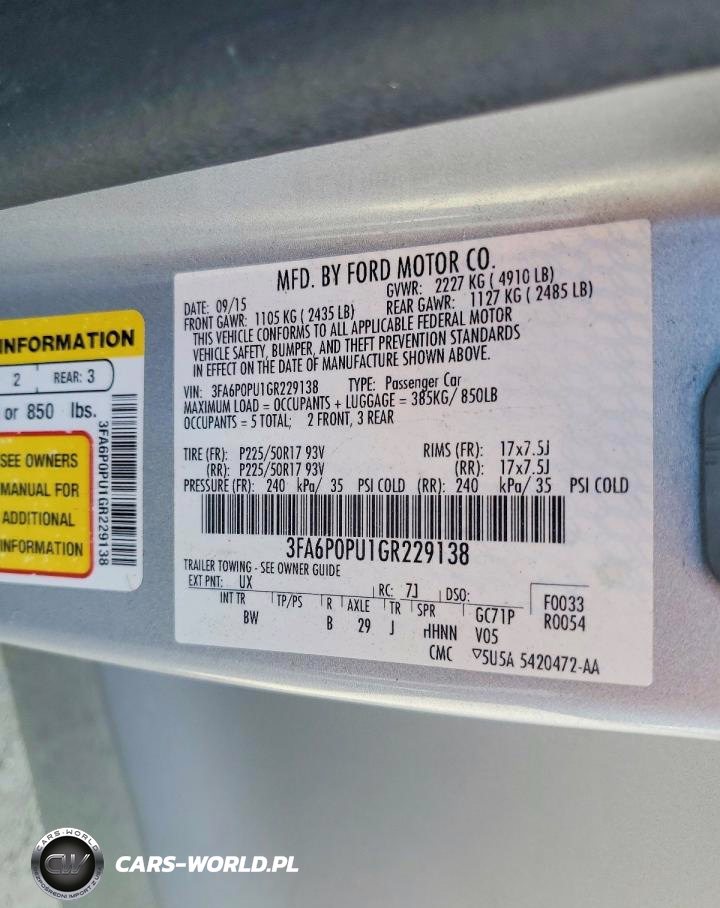 MFD. BY FORD MOTOR CO.
DATE: 09/15 GVWR: 2227 KG ( 4910 LB)
FRONT GAWR: 1105 KG ( 2435 LB) REAR GAWR: 1127 KG ( 2485 LB)
THIS VEHICLE CONFORMS TO ALL APPLICABLE FEDERAL MOTOR
VEHICLE SAFETY, BUMPER, AND THEFT PREVENTION STANDARDS
IN EFFECT ON THE DATE OF MANUFACTURE SHOWN ABOVE.
VIN: 3FA6P0PU1GR229138 TYPE: Passenger Car
MAXIMUM LOAD = OCCUPANTS + LUGGAGE = 385KG/ 850LB
OCCUPANTS = 5 TOTAL; 2 FRONT, 3 REAR
TIRE (FR): P225/50R17 93V RIMS (FR): 17x7.5J
(RR): P225/50R17 93V (RR): 17x7.5J
PRESSURE (FR): 240 kPa/ 35 PSI COLD (RR): 240 kPa/ 35 PSI COLD
3FA6P0PU1GR229138
TRAILER TOWING - SEE OWNER GUIDE
EXT PNT: UX RC: 7J DSO: F0033
INT TR TP/PS R AXLE TR SPR GC71P R0054
BW B 29 J HHNN V05
CMC ▽5U5A 5420472-AA
INFORMATION
2 REAR: 3
or 850 lbs.
SEE OWNERS
MANUAL FOR
ADDITIONAL
INFORMATION
3FA6P0PU1GR229138
CARS-WORLD
CW
BEZPOŚREDNI IMPORT Z USA
CARS-WORLD.PL